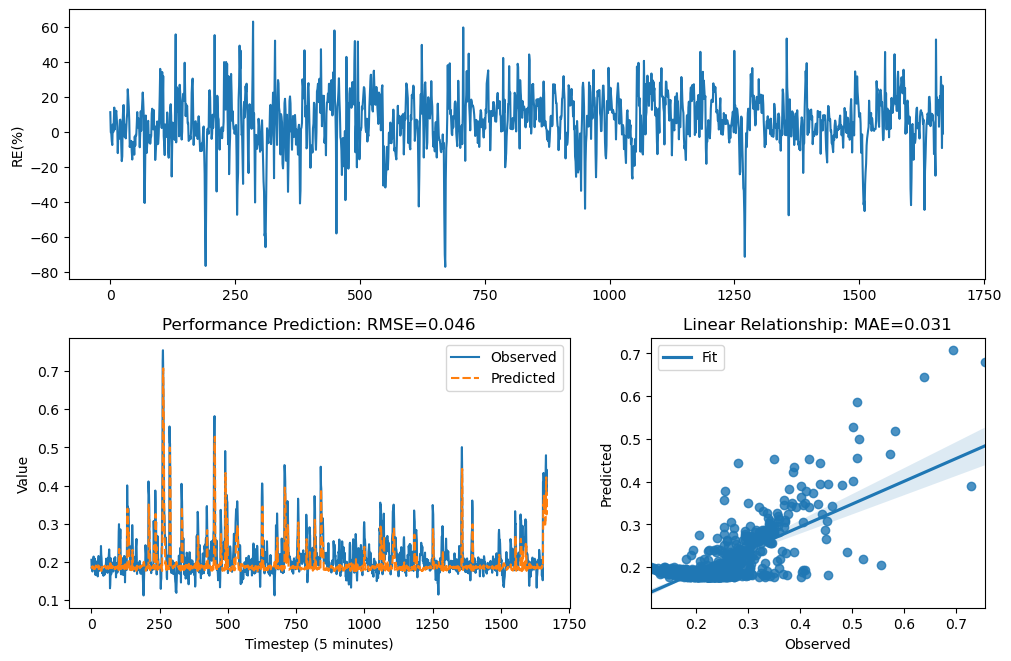 60
40
20
0
−20
−40
−60
−80
RE(%)
0 250 500 750 1000 1250 1500 1750
Performance Prediction: RMSE=0.046
Observed
Predicted
0.7
0.6
0.5
0.4
0.3
0.2
0.1
Value
0 250 500 750 1000 1250 1500 1750
Timestep (5 minutes)
Linear Relationship: MAE=0.031
Fit
0.7
0.6
0.5
0.4
0.3
0.2
Predicted
0.2 0.3 0.4 0.5 0.6 0.7
Observed